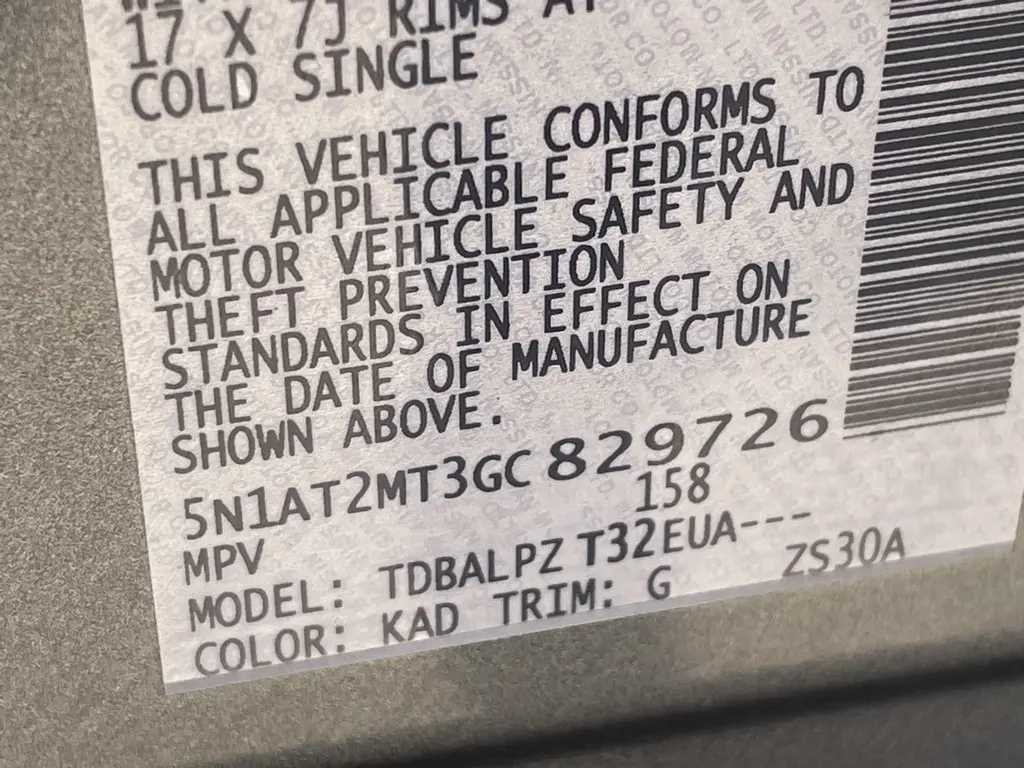 17 X 7J RIMS AT
COLD SINGLE
THIS VEHICLE CONFORMS TO
ALL APPLICABLE FEDERAL
MOTOR VEHICLE SAFETY AND
THEFT PREVENTION
STANDARDS IN EFFECT ON
THE DATE OF MANUFACTURE
SHOWN ABOVE.
5N1AT2MT3GC 829726
MPV 158
MODEL: TDBALPZ T32EUA---
COLOR: KAD TRIM: G ZS30A